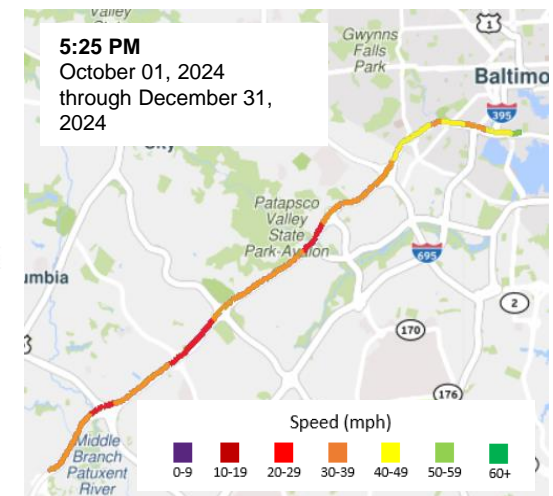 Valley
5:25 PM
October 01, 2024
through December 31,
2024
Gwynns
Falls
Park
1
Baltimo
395
Patapsco
Valley
State
Park-Avalon
695
umbia
2
170
176
Speed (mph)
0-9 10-19 20-29 30-39 40-49 50-59 60+
Middle
Branch
Patuxent
River